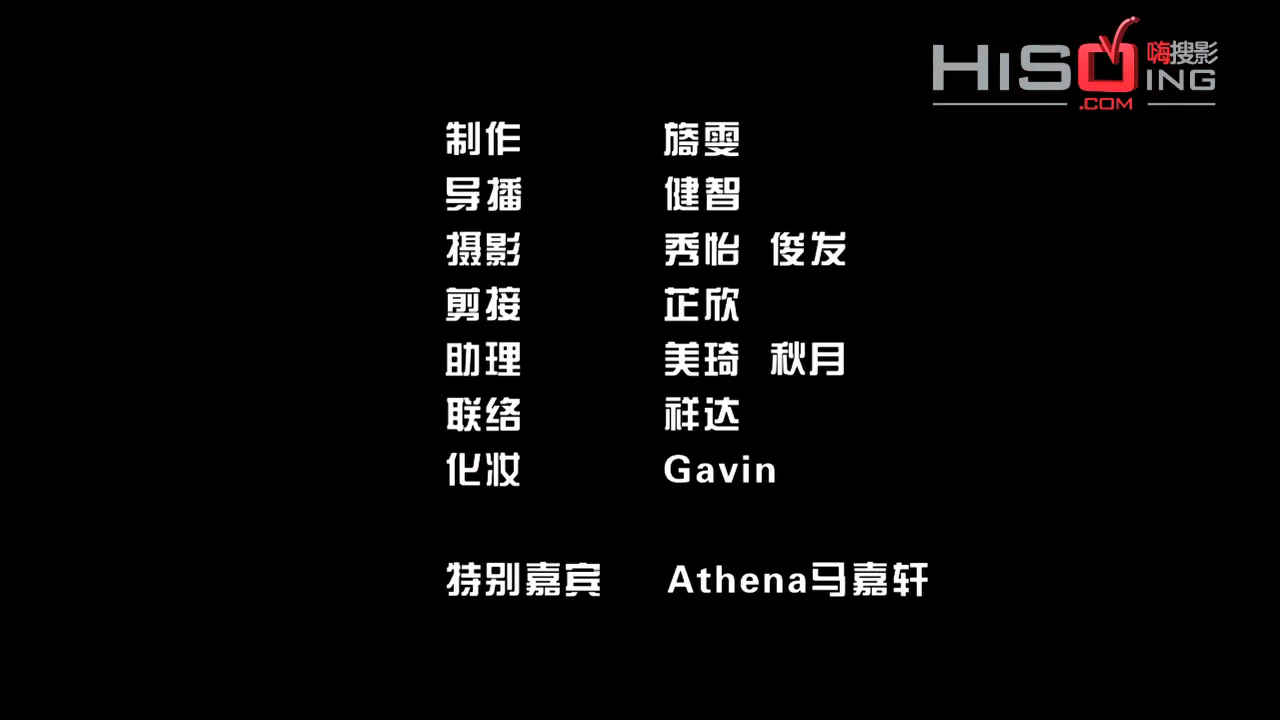 HiSOING 嗨搜影
.COM
制作 旖雯
导播 健智
摄影 秀怡 俊发
剪接 芷欣
助理 美琦 秋月
联络 祥达
化妆 Gavin
特别嘉宾 Athena马嘉轩